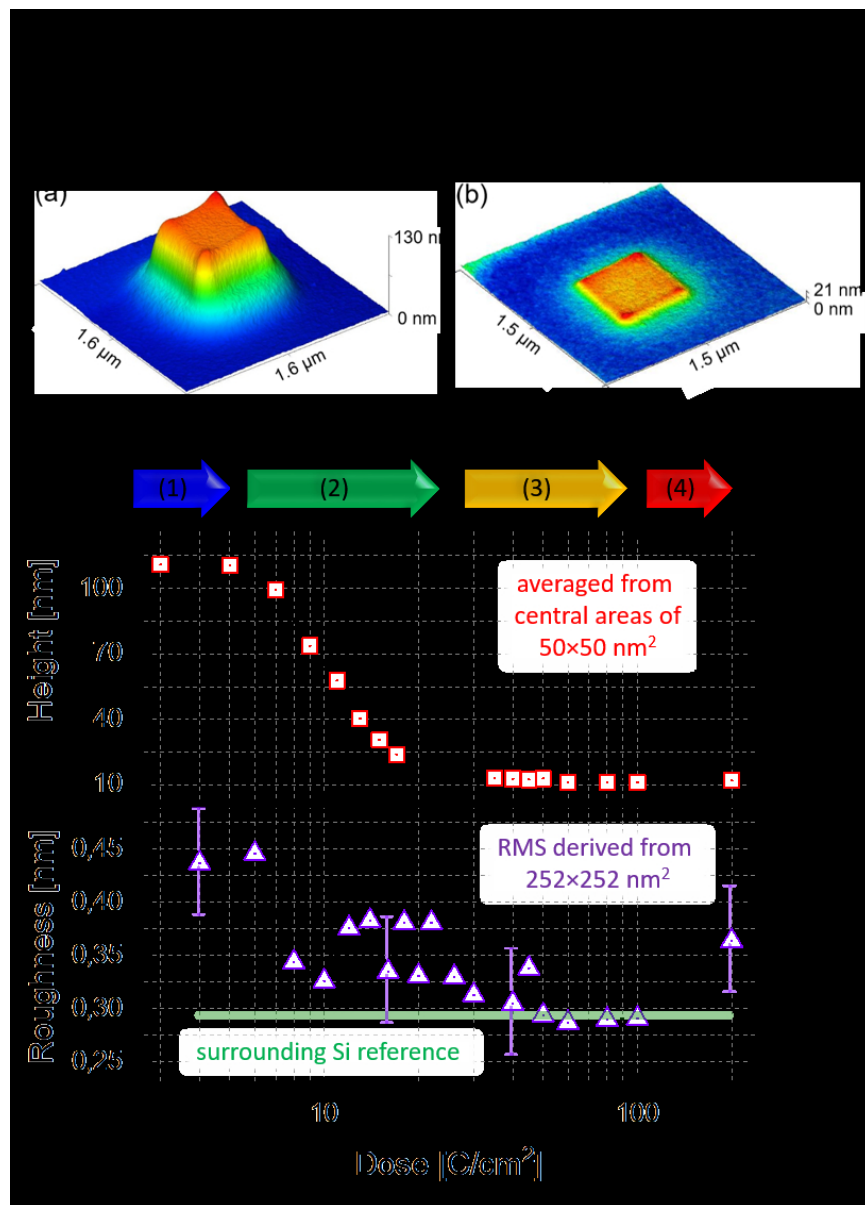 (a)
(b)
130 nm
0 nm
1.6 µm
1.6 µm
21 nm
0 nm
1.5 µm
1.5 µm
(1)
(2)
(3)
(4)
Height [nm]
100
70
40
10
averaged from
central areas of
50×50 nm²
Roughness [nm]
0,45
0,40
0,35
0,30
0,25
RMS derived from
252×252 nm²
surrounding Si reference
10
100
Dose [C/cm²]